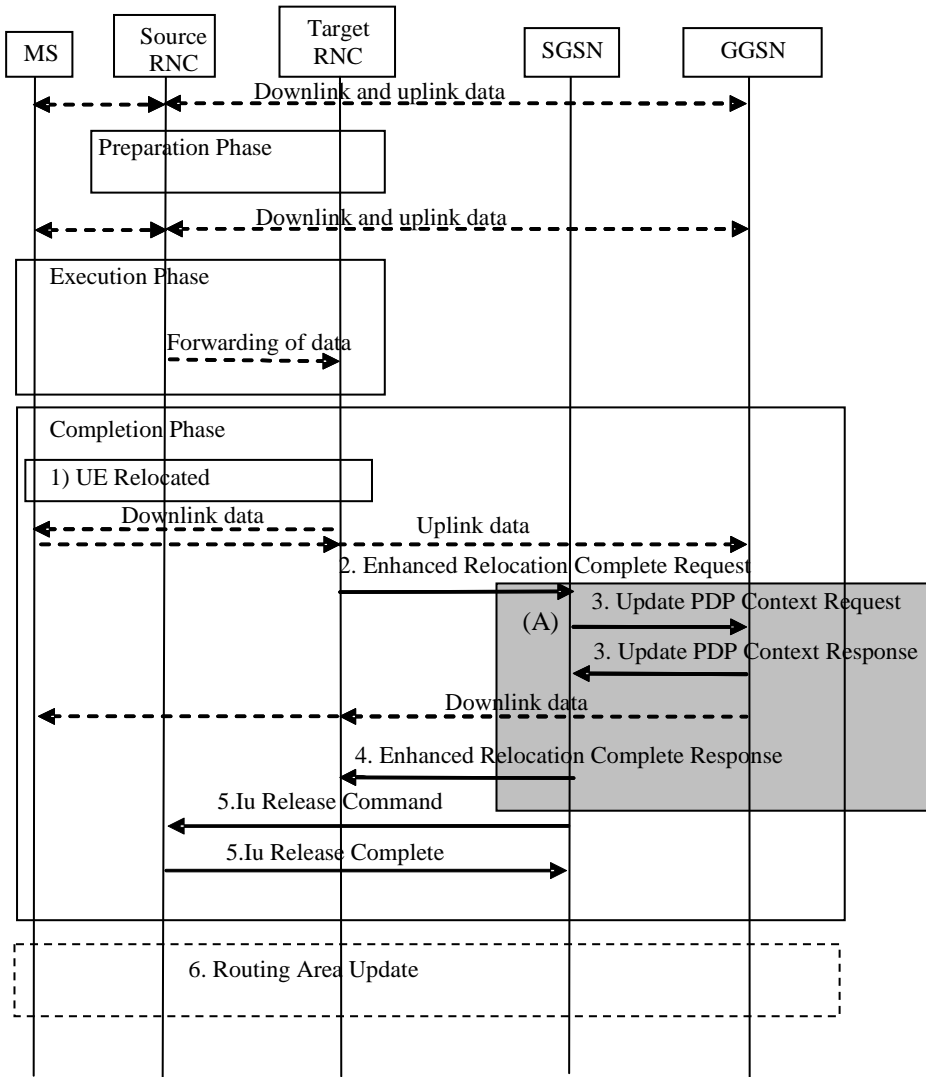 MS
Source
RNC
Target
RNC
SGSN
GGSN
Downlink and uplink data
Preparation Phase
Downlink and uplink data
Execution Phase
Forwarding of data
Completion Phase
1) UE Relocated
Downlink data
Uplink data
2. Enhanced Relocation Complete Request
(A)
3. Update PDP Context Request
3. Update PDP Context Response
Downlink data
4. Enhanced Relocation Complete Response
5.Iu Release Command
5.Iu Release Complete
6. Routing Area Update